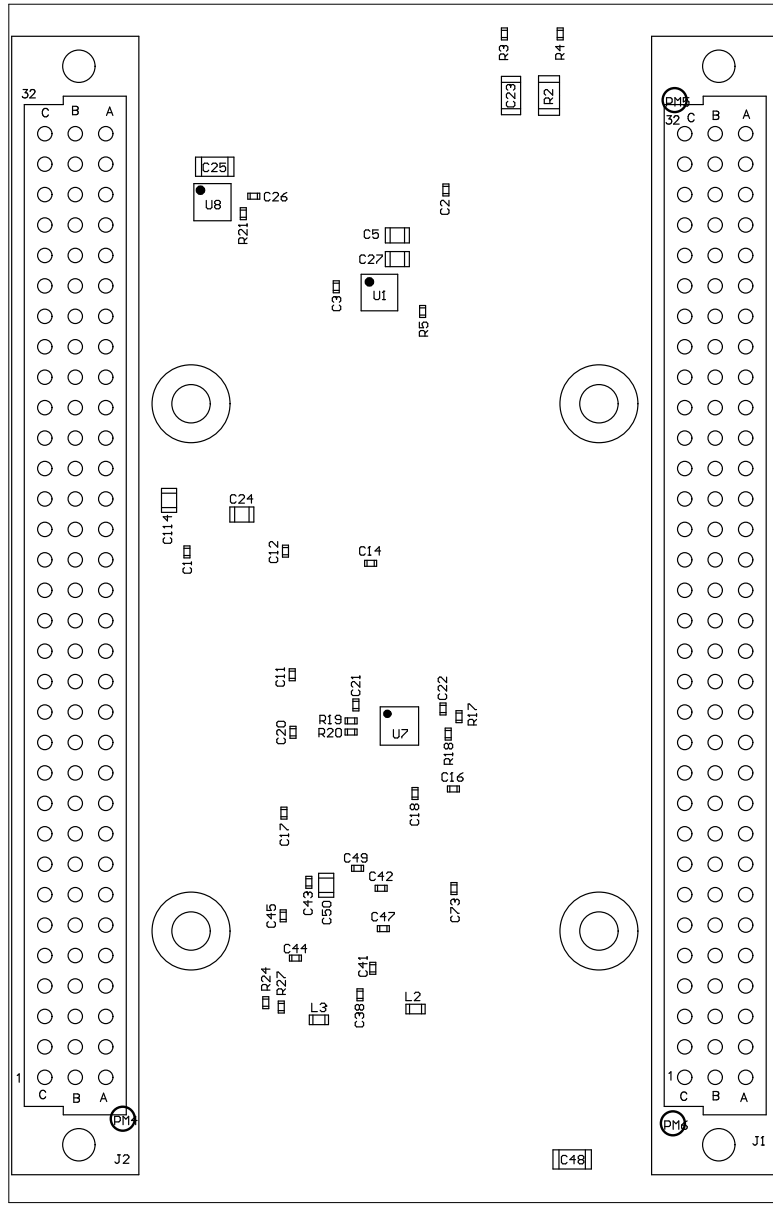 R3
R4
32
C23
R2
PM5
C
B
A
32
C
B
A
C25
U8
C26
R21
C2
C5
C27
C3
U1
R5
C114
C24
C1
C12
C14
C11
C21
C22
R19
R20
C20
U7
R17
R18
C16
C18
C17
C49
C43
C50
C42
C73
C45
C47
C44
C41
R24
R27
L3
C38
L2
1
C
B
A
1
C
B
A
PM4
PM6
J2
C48
J1